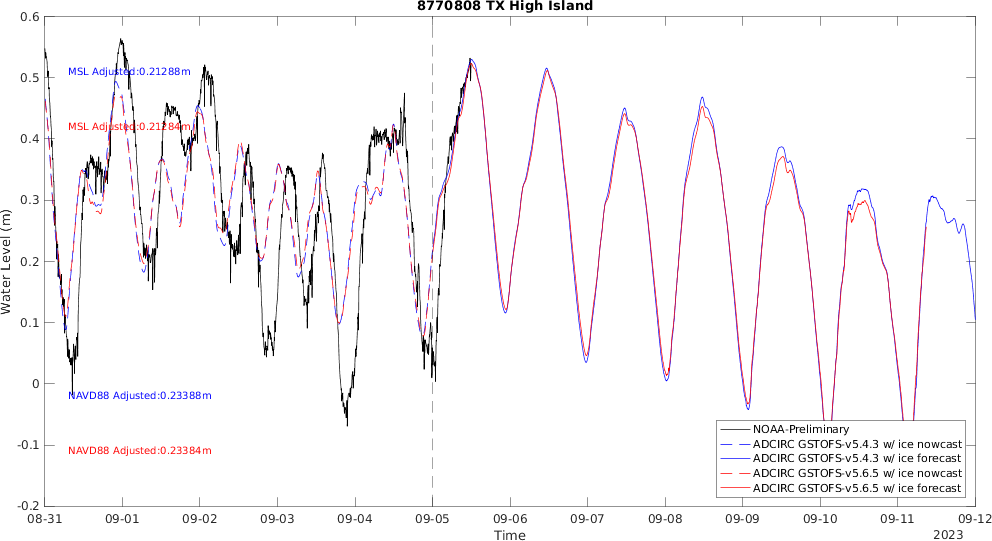 8770808 TX High Island
Water Level (m)
0.6
0.5
0.4
0.3
0.2
0.1
0
-0.1
-0.2
MSL Adjusted:0.21288m
MSL Adjusted:0.21284m
NAVD88 Adjusted:0.23388m
NAVD88 Adjusted:0.23384m
NOAA-Preliminary
ADCIRC GSTOFS-v5.4.3 w/ ice nowcast
ADCIRC GSTOFS-v5.4.3 w/ ice forecast
ADCIRC GSTOFS-v5.6.5 w/ ice nowcast
ADCIRC GSTOFS-v5.6.5 w/ ice forecast
08-31 09-01 09-02 09-03 09-04 09-05 09-06 09-07 09-08 09-09 09-10 09-11 09-12
Time
2023